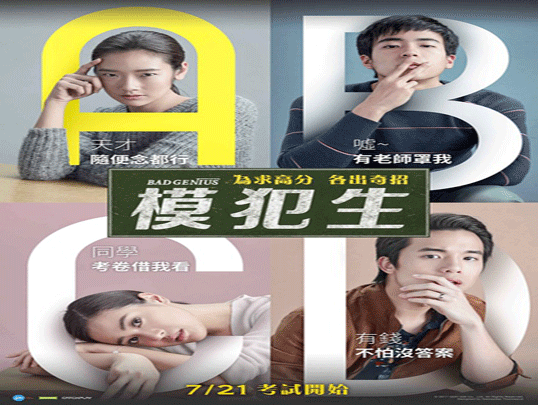 A
B
天才
隨便念都行
噓~
有老師罩我
BAD GENIUS 為求高分 各出奇招
模犯生
C
D
同學
考卷借我看
有錢
不怕沒答案
7/21 考試開始